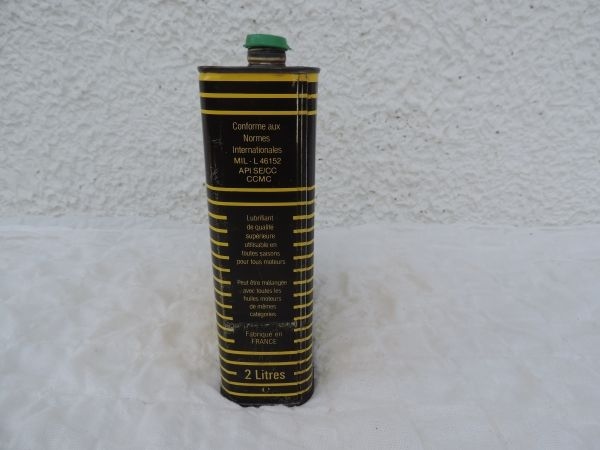 Conforme aux
Normes
Internationales
MIL - L 46152
API SE/CC
CCMC
Lubrifiant
de qualité
supérieure
utilisable en
toutes saisons
pour tous moteurs
Peut être mélangée
avec toutes les
huiles moteurs
de mêmes
catégories
Fabriqué en
FRANCE
2 Litres
e